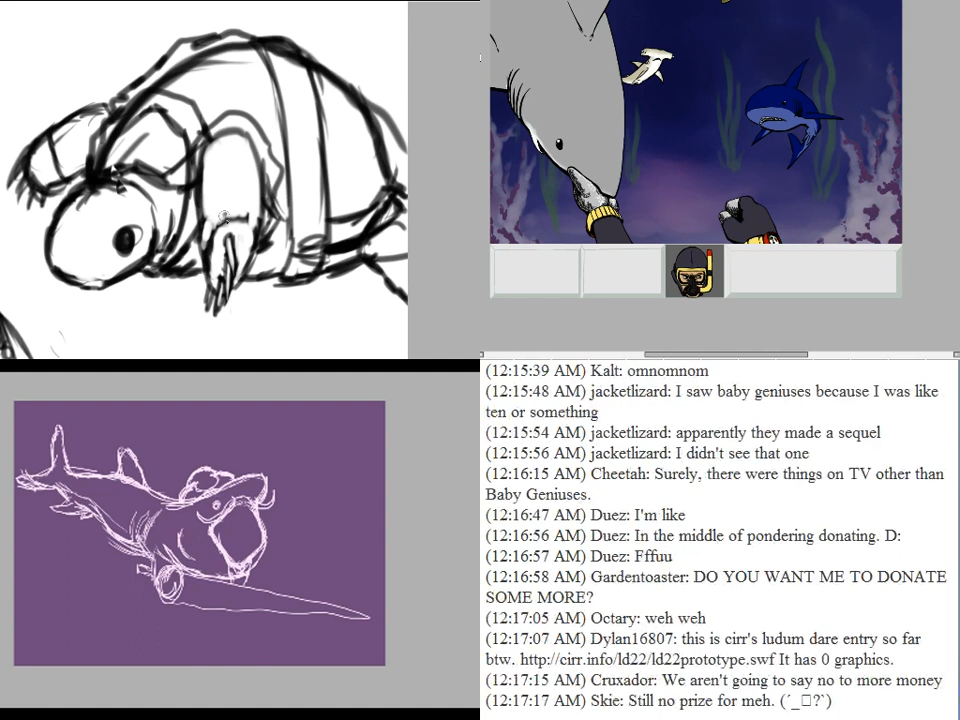 (12:15:39 AM) Kalt: omnomnom
(12:15:48 AM) jacketlizard: I saw baby geniuses because I was like
ten or something
(12:15:54 AM) jacketlizard: apparently they made a sequel
(12:15:56 AM) jacketlizard: I didn't see that one
(12:16:15 AM) Cheetah: Surely, there were things on TV other than
Baby Geniuses.
(12:16:47 AM) Duez: I'm like
(12:16:56 AM) Duez: In the middle of pondering donating. D:
(12:16:57 AM) Duez: Fffuu
(12:16:58 AM) Gardentoaster: DO YOU WANT ME TO DONATE
SOME MORE?
(12:17:05 AM) Octary: weh weh
(12:17:07 AM) Dylan16807: this is cirr's ludum dare entry so far
btw. http://cirr.info/ld22/ld22prototype.swf It has 0 graphics.
(12:17:15 AM) Cruxador: We aren't going to say no to more money
(12:17:17 AM) Skie: Still no prize for meh. (´_□?`)